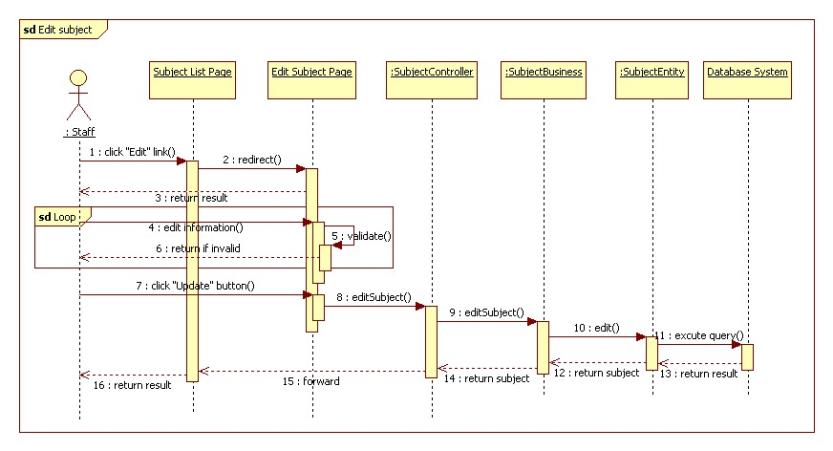 sd Edit subject
Subject List Page
Edit Subject Page
:SubjectController
:SubjectBusiness
:SubjectEntity
Database System
: Staff
1 : click "Edit" link()
2 : redirect()
3 : return result
sd Loop
4 : edit information()
5 : validate()
6 : return if invalid
7 : click "Update" button()
8 : editSubject()
9 : editSubject()
10 : edit()
11 : excute query()
12 : return subject
13 : return result
14 : return subject
15 : forward
16 : return result